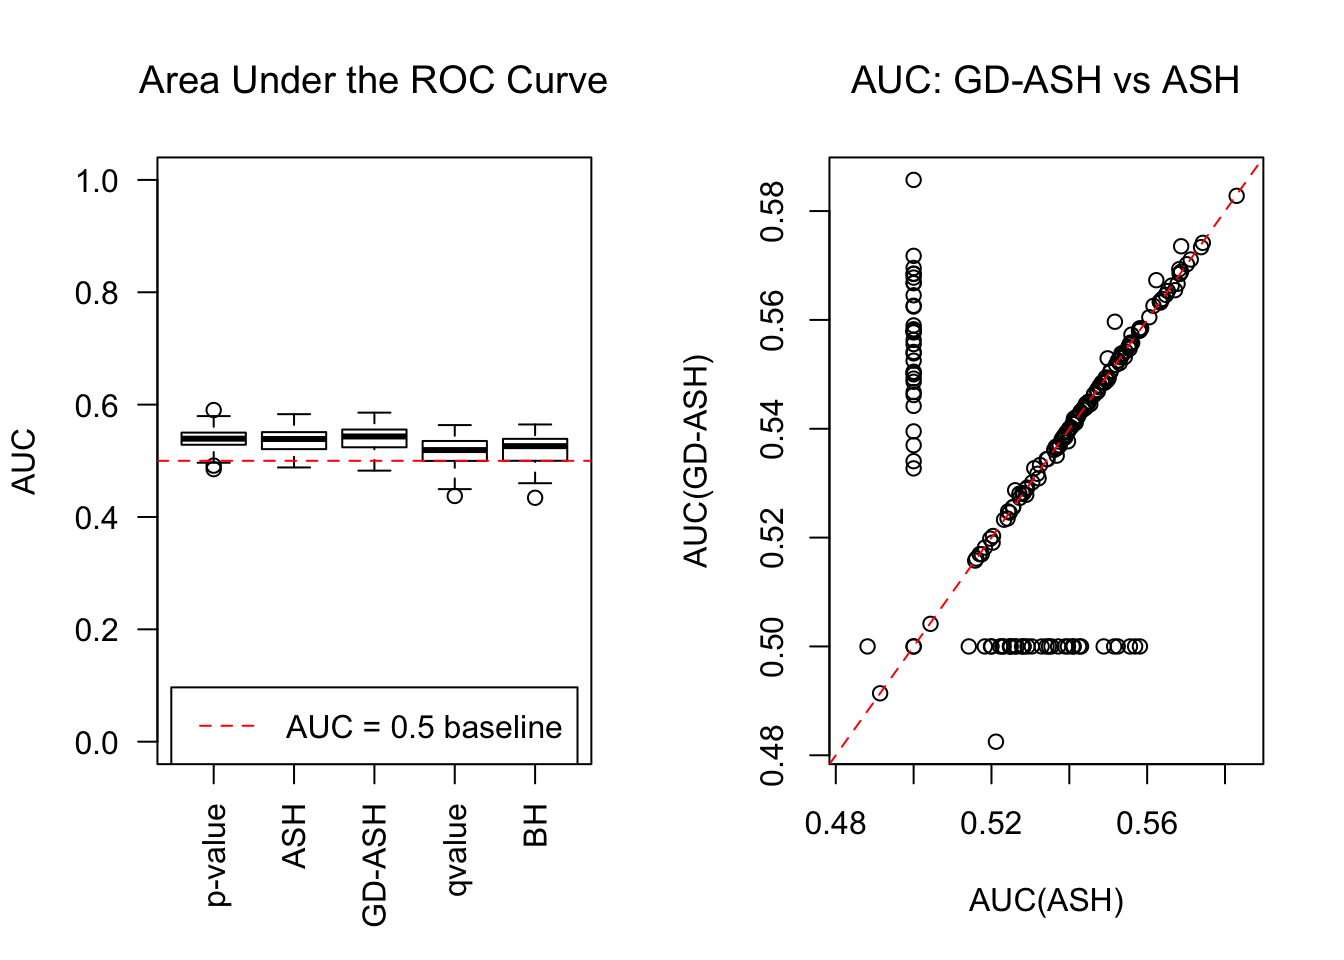 Area Under the ROC Curve
AUC
1.0
0.8
0.6
0.4
0.2
0.0
AUC = 0.5 baseline
p-value
ASH
GD-ASH
qvalue
BH
AUC: GD-ASH vs ASH
AUC(GD-ASH)
0.58
0.56
0.54
0.52
0.50
0.48
0.48 0.52 0.56
AUC(ASH)